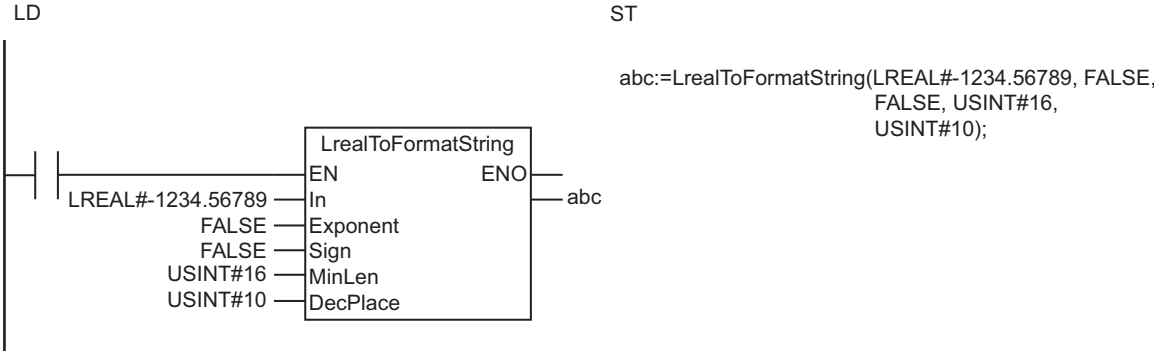 LD
ST
abc:=LrealToFormatString(LREAL#-1234.56789, FALSE,
FALSE, USINT#16,
USINT#10);
LrealToFormatString
EN ENO
LREAL#-1234.56789 In abc
FALSE Exponent
FALSE Sign
USINT#16 MinLen
USINT#10 DecPlace